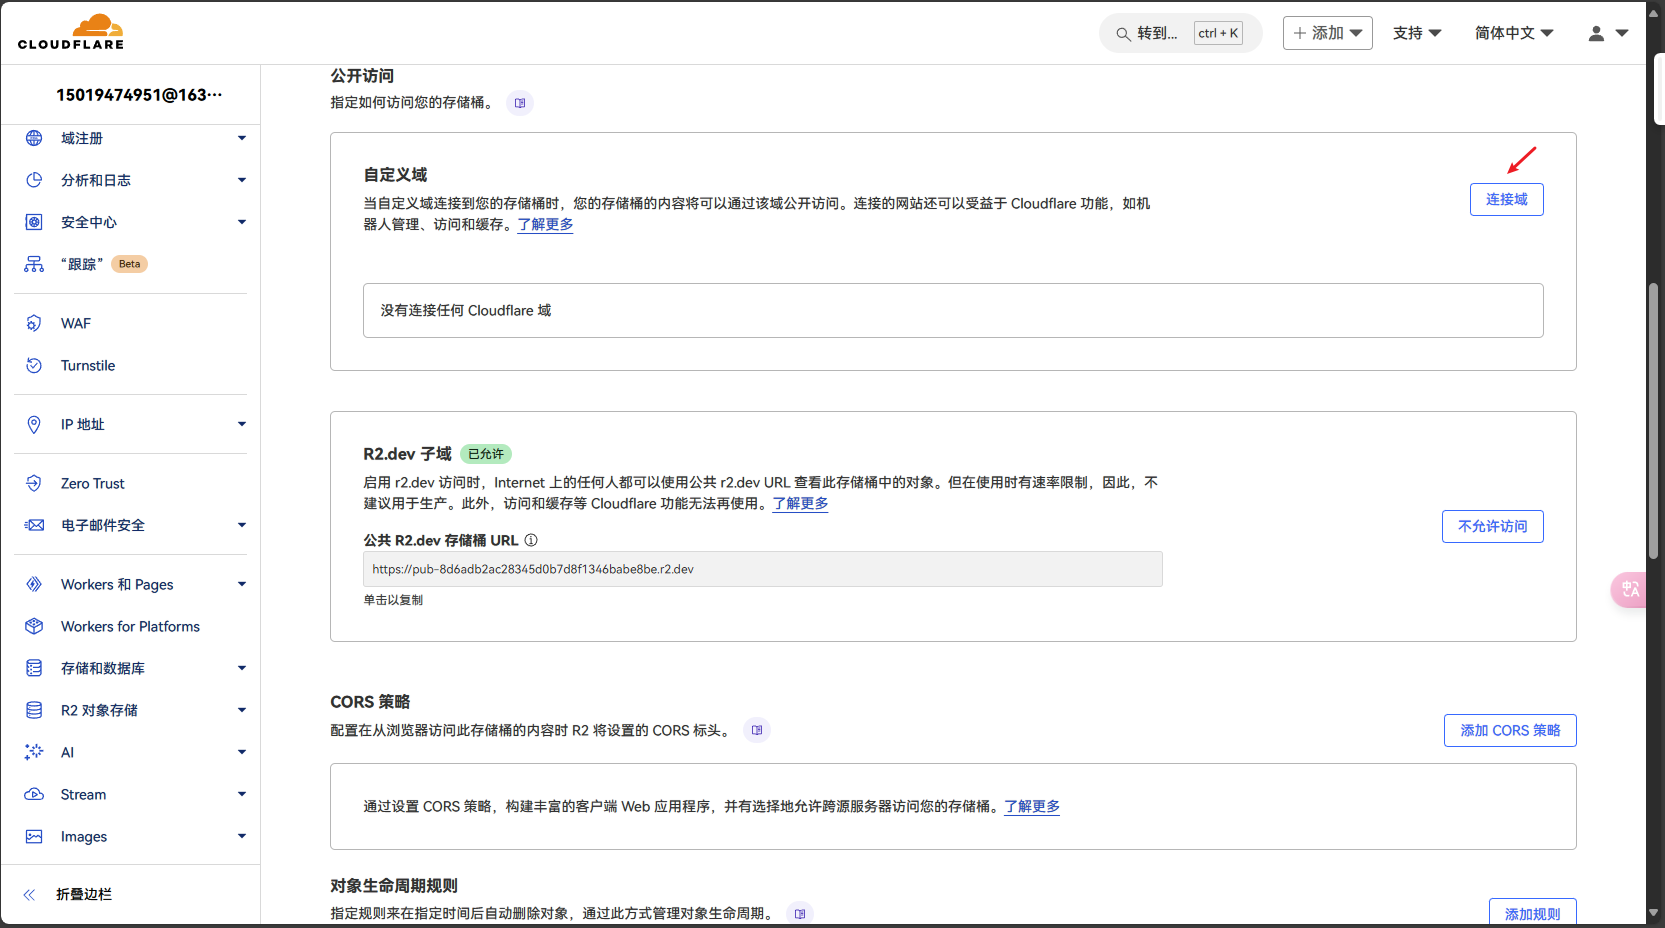 CLOUDFLARE
转到...
ctrl + K
添加
支持
简体中文
15019474951@163···
域注册
分析和日志
安全中心
“跟踪”
Beta
WAF
Turnstile
IP 地址
Zero Trust
电子邮件安全
Workers 和 Pages
Workers for Platforms
存储和数据库
R2 对象存储
AI
Stream
Images
折叠边栏
公开访问
指定如何访问您的存储桶。
自定义域
当自定义域连接到您的存储桶时，您的存储桶的内容将可以通过该域公开访问。连接的网站还可以受益于 Cloudflare 功能，如机
器人管理、访问和缓存。了解更多
连接域
没有连接任何 Cloudflare 域
R2.dev 子域
已允许
启用 r2.dev 访问时，Internet 上的任何人都可以使用公共 r2.dev URL 查看此存储桶中的对象。但在使用时有速率限制，因此，不
建议用于生产。此外，访问和缓存等 Cloudflare 功能无法再使用。了解更多
不允许访问
公共 R2.dev 存储桶 URL
https://pub-8d6adb2ac28345d0b7d8f1346babe8be.r2.dev
单击以复制
CORS 策略
配置在从浏览器访问此存储桶的内容时 R2 将设置的 CORS 标头。
添加 CORS 策略
通过设置 CORS 策略，构建丰富的客户端 Web 应用程序，并有选择地允许跨源服务器访问您的存储桶。了解更多
对象生命周期规则
指定规则来在指定时间后自动删除对象，通过此方式管理对象生命周期。
添加规则
中A